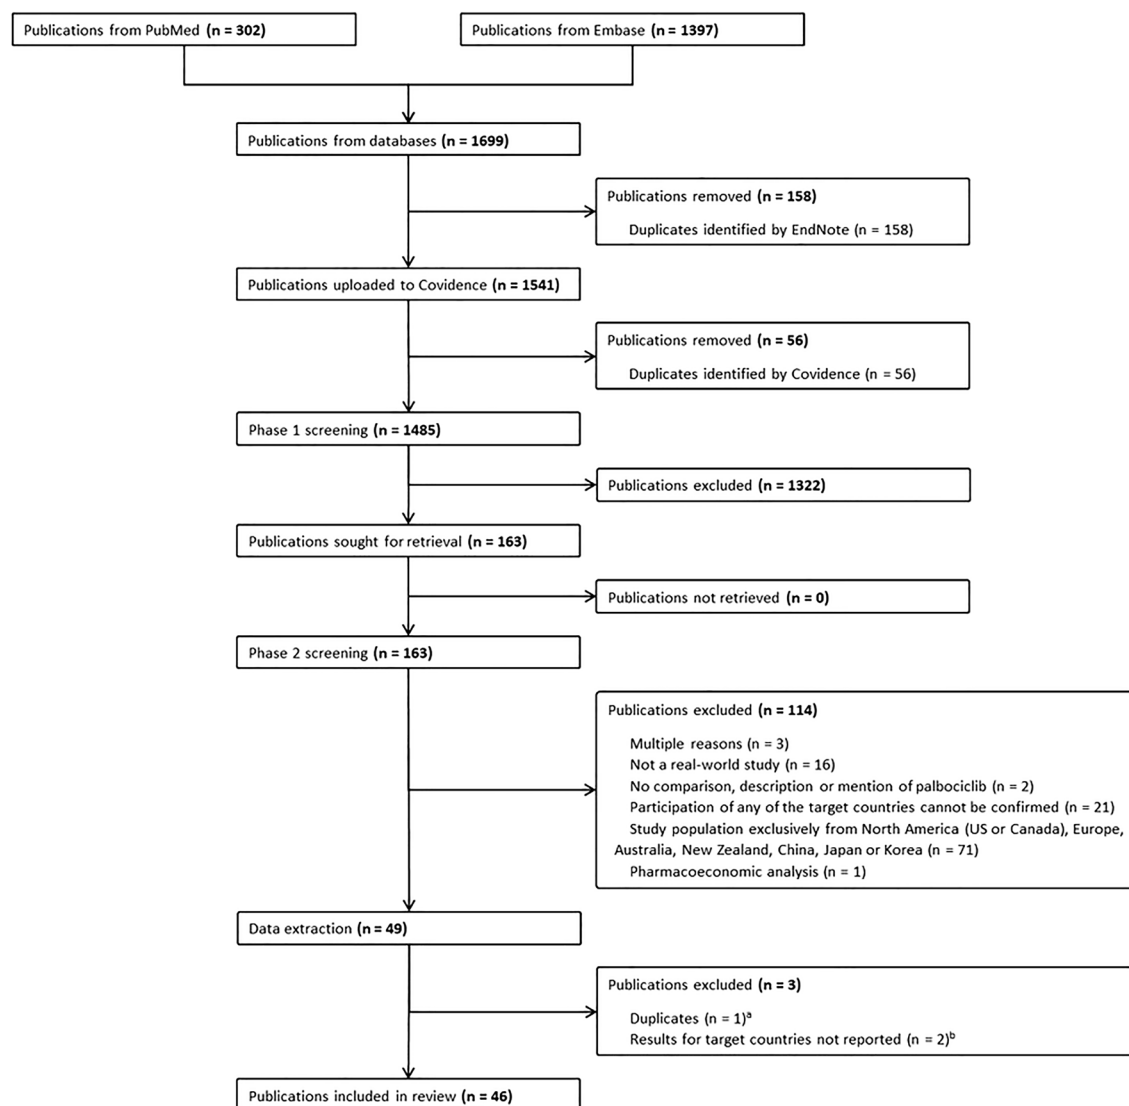 Publications from PubMed (n = 302)
Publications from Embase (n = 1397)
Publications from databases (n = 1699)
Publications removed (n = 158)
Duplicates identified by EndNote (n = 158)
Publications uploaded to Covidence (n = 1541)
Publications removed (n = 56)
Duplicates identified by Covidence (n = 56)
Phase 1 screening (n = 1485)
Publications excluded (n = 1322)
Publications sought for retrieval (n = 163)
Publications not retrieved (n = 0)
Phase 2 screening (n = 163)
Publications excluded (n = 114)
Multiple reasons (n = 3)
Not a real-world study (n = 16)
No comparison, description or mention of palbociclib (n = 2)
Participation of any of the target countries cannot be confirmed (n = 21)
Study population exclusively from North America (US or Canada), Europe,
Australia, New Zealand, China, Japan or Korea (n = 71)
Pharmacoeconomic analysis (n = 1)
Data extraction (n = 49)
Publications excluded (n = 3)
Duplicates (n = 1)ᵃ
Results for target countries not reported (n = 2)ᵇ
Publications included in review (n = 46)